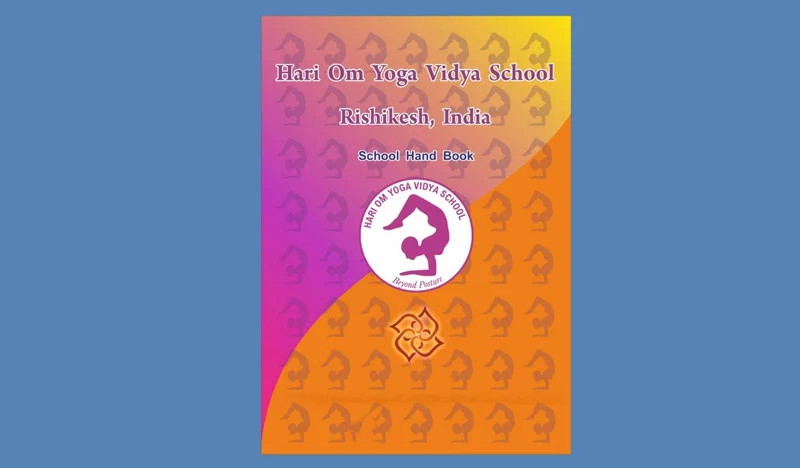 Hari Om Yoga Vidya School
Rishikesh, India
School Hand Book
HARI OM YOGA VIDYA SCHOOL
Beyond Posture